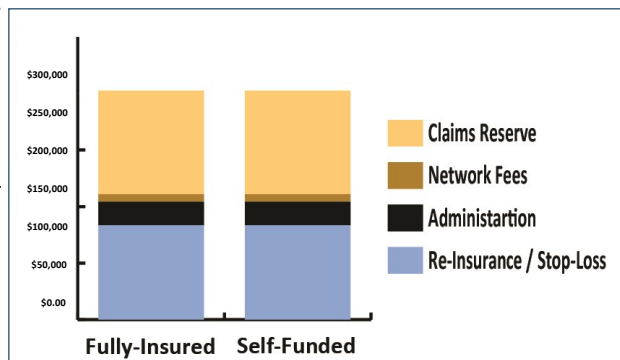 $300,000
$250,000
$200,000
$150,000
$100,000
$50,000
$0.00
Fully-Insured
Self-Funded
Claims Reserve
Network Fees
Administartion
Re-Insurance / Stop-Loss